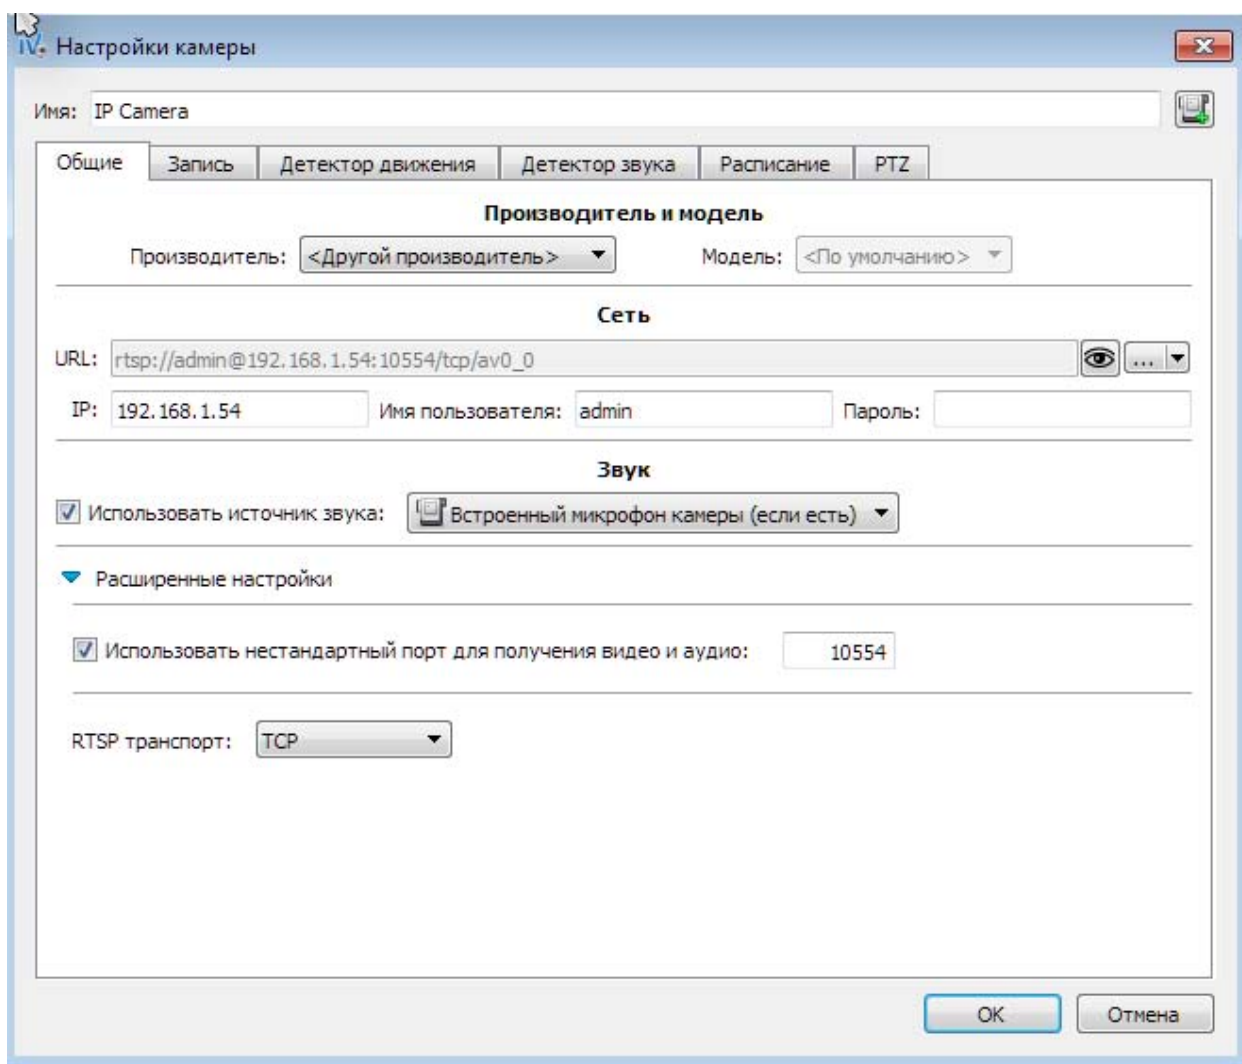 IV. Настройки камеры
Имя: IP Camera
Общие Запись Детектор движения Детектор звука Расписание PTZ
Производитель и модель
Производитель: <Другой производитель> Модель: <По умолчанию>
Сеть
URL: rtsp://admin@192.168.1.54:10554/tcp/av0_0 ...
IP: 192.168.1.54 Имя пользователя: admin Пароль:
Звук
Использовать источник звука: Встроенный микрофон камеры (если есть)
Расширенные настройки
Использовать нестандартный порт для получения видео и аудио: 10554
RTSP транспорт: TCP
OK Отмена